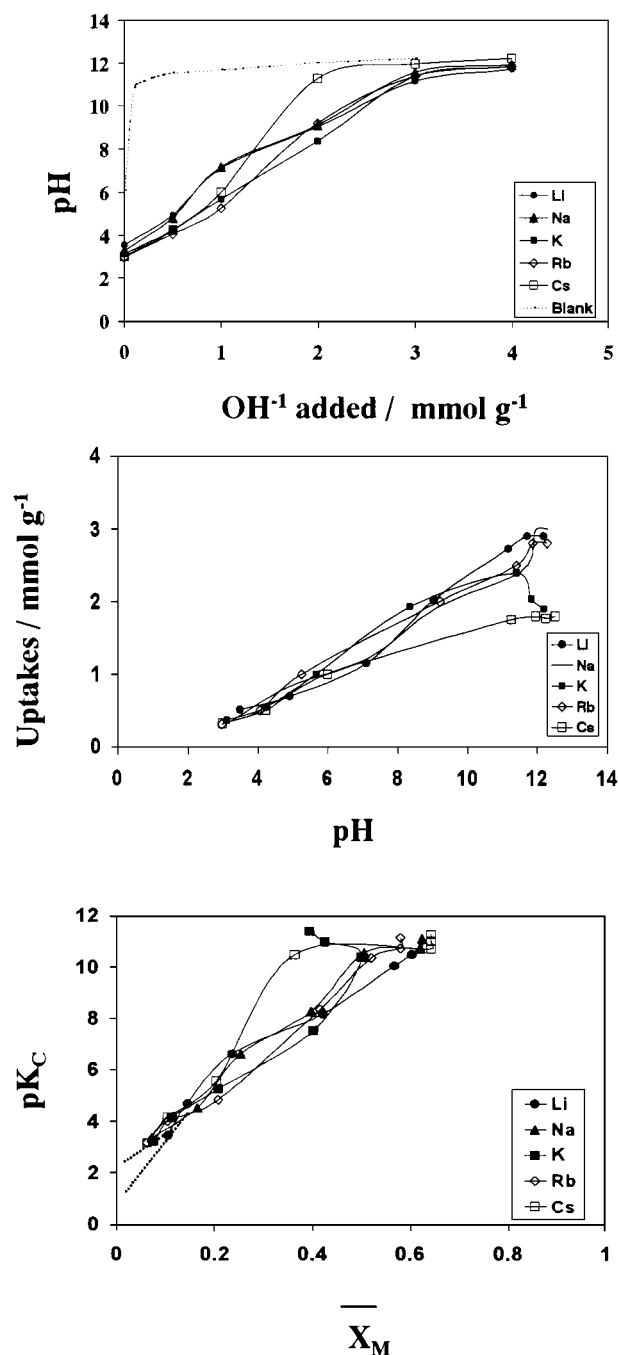 14
12
10
8
6
4
2
0
pH
0 1 2 3 4 5
OH⁻¹ added / mmol g⁻¹
Li
Na
K
Rb
Cs
Blank
4
3
2
1
0
Uptakes / mmol g⁻¹
0 2 4 6 8 10 12 14
pH
Li
Na
K
Rb
Cs
12
10
8
6
4
2
0
pK_C
0 0.2 0.4 0.6 0.8 1
X̅_M
Li
Na
K
Rb
Cs